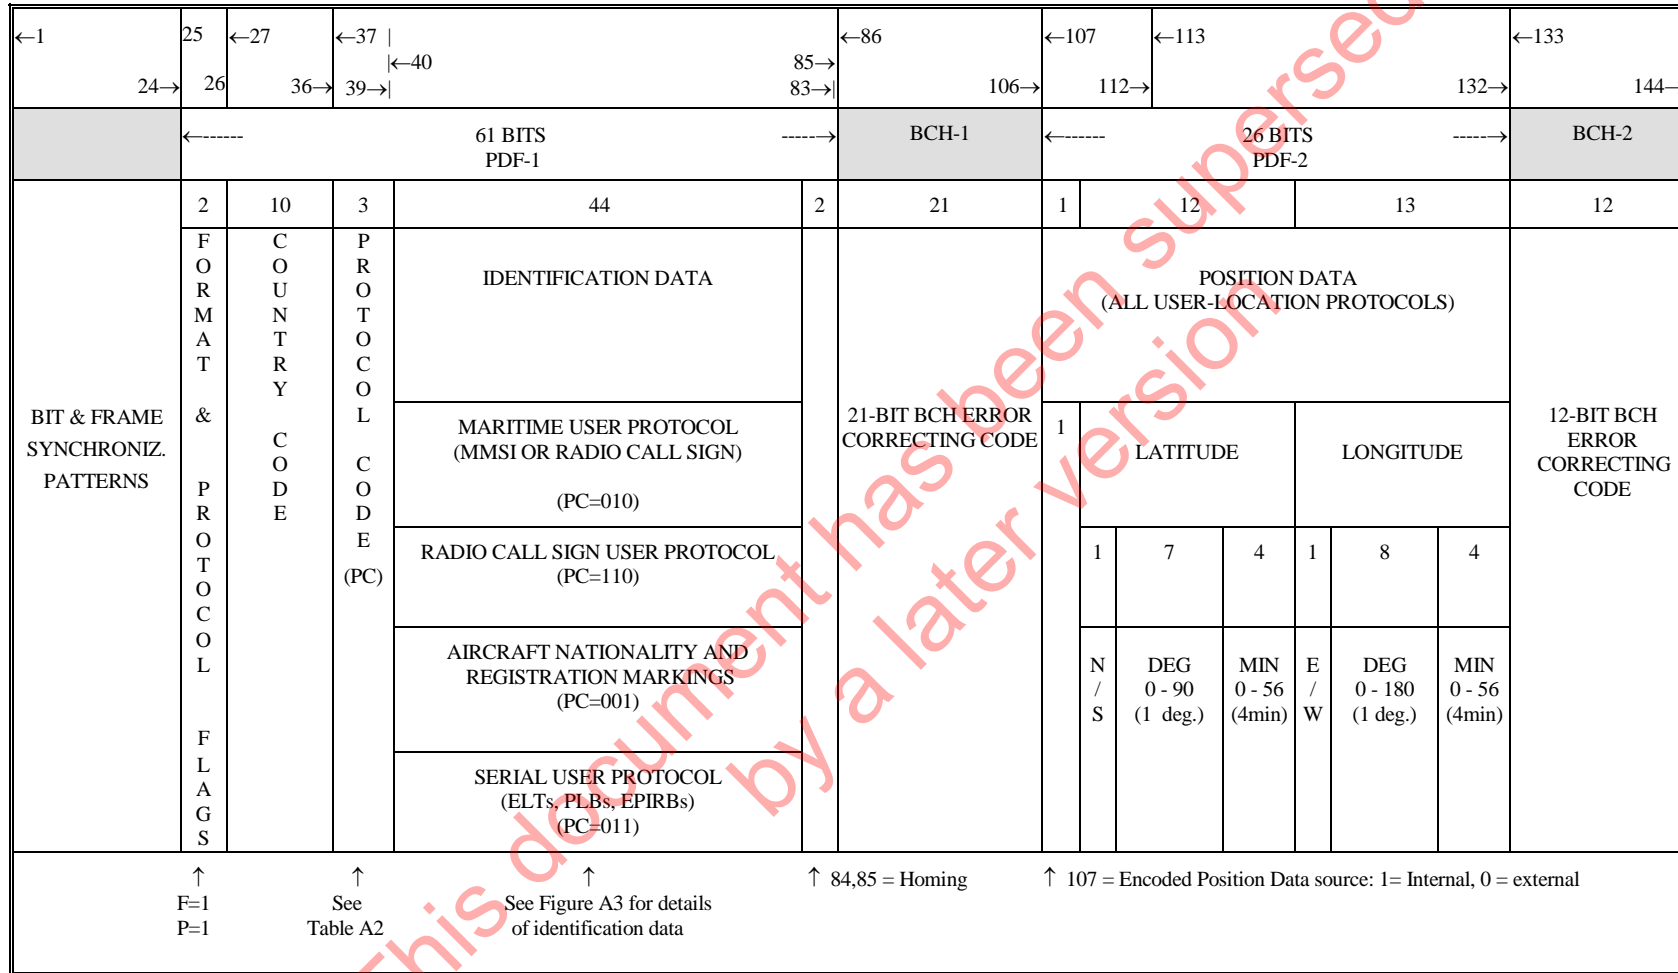 ←1 25 ←27 ←37 | ←86 ←107 ←113 ←133
|←40 85→
24→ 26 36→ 39→| 83→| 106→ 112→ 132→ 144→
←------ 61 BITS -----→ BCH-1 ←------ 26 BITS -----→ BCH-2
PDF-1 PDF-2
2 10 3 44 2 21 1 12 13 12
FORMAT & PROTOCOL FLAGS
COUNTRY CODE
PROTOCOL CODE
(PC)
IDENTIFICATION DATA
POSITION DATA
(ALL USER-LOCATION PROTOCOLS)
BIT & FRAME
SYNCHRONIZ.
PATTERNS
MARITIME USER PROTOCOL
(MMSI OR RADIO CALL SIGN)
(PC=010)
21-BIT BCH ERROR
CORRECTING CODE
1
LATITUDE LONGITUDE
12-BIT BCH
ERROR
CORRECTING
CODE
RADIO CALL SIGN USER PROTOCOL
(PC=110)
1 7 4 1 8 4
AIRCRAFT NATIONALITY AND
REGISTRATION MARKINGS
(PC=001)
N DEG MIN E DEG MIN
/ 0 - 90 0 - 56 / 0 - 180 0 - 56
S (1 deg.) (4min) W (1 deg.) (4min)
SERIAL USER PROTOCOL
(ELTs, PLBs, EPIRBs)
(PC=011)
↑ ↑ ↑ ↑ 84,85 = Homing ↑ 107 = Encoded Position Data source: 1= Internal, 0 = external
F=1 See See Figure A3 for details
P=1 Table A2 of identification data
This document has been supersed
by a later version